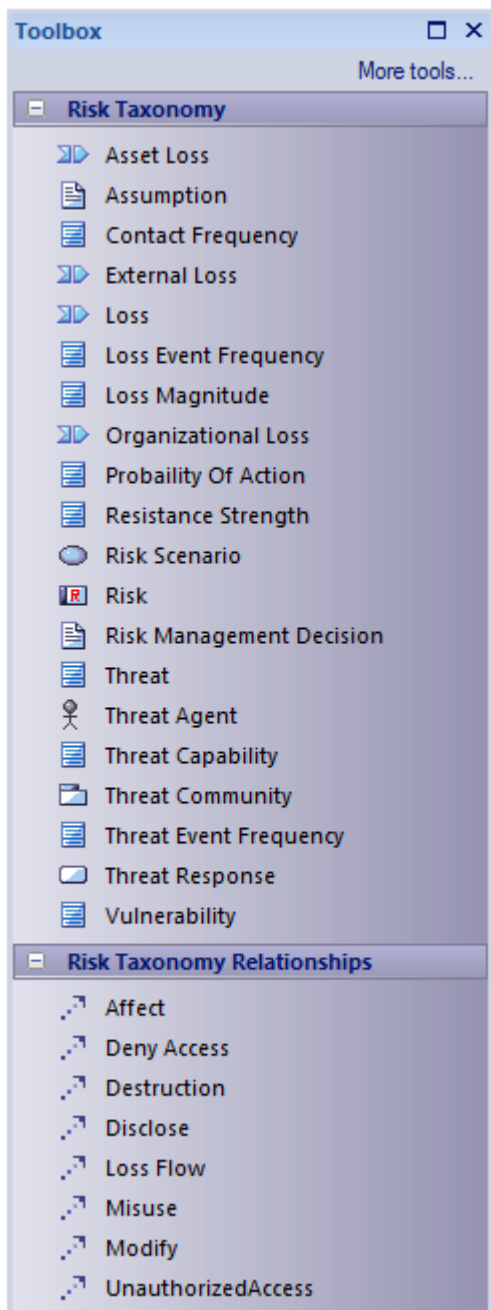 Toolbox
More tools...
Risk Taxonomy
Asset Loss
Assumption
Contact Frequency
External Loss
Loss
Loss Event Frequency
Loss Magnitude
Organizational Loss
Probaility Of Action
Resistance Strength
Risk Scenario
R Risk
Risk Management Decision
Threat
Threat Agent
Threat Capability
Threat Community
Threat Event Frequency
Threat Response
Vulnerability
Risk Taxonomy Relationships
Affect
Deny Access
Destruction
Disclose
Loss Flow
Misuse
Modify
UnauthorizedAccess